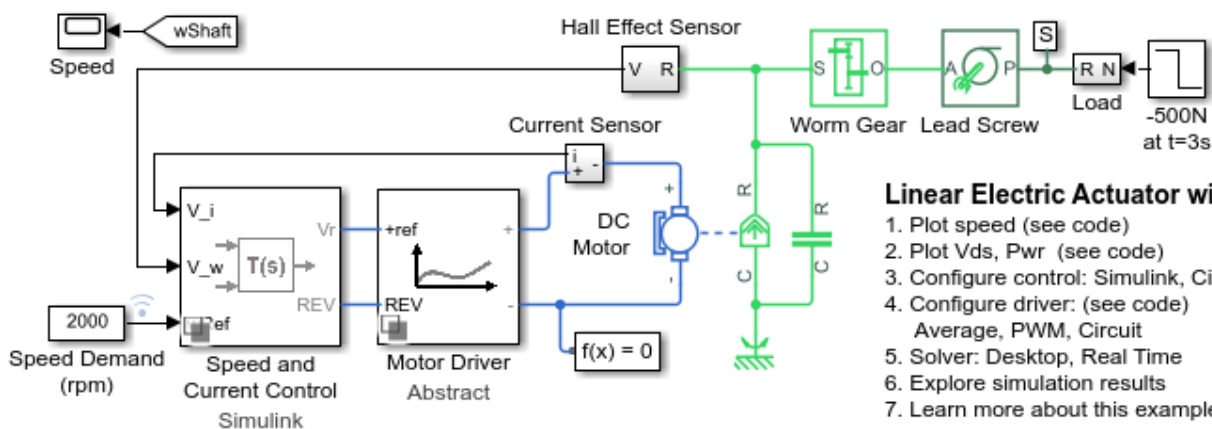 wShaft
Speed
Hall Effect Sensor
V R
S O
A P
S
R N
Load
-500N
at t=3s
Worm Gear
Lead Screw
Current Sensor
i
+ -
V_i
V_w
Vr
T(s)
REV
2000
Speed Demand
(rpm)
Speed and
Current Control
Simulink
+ref
+
REV
-
Motor Driver
Abstract
+
DC
Motor
-
R
C
R
C
f(x) = 0
Linear Electric Actuator wi
1. Plot speed (see code)
2. Plot Vds, Pwr (see code)
3. Configure control: Simulink, Ci
4. Configure driver: (see code)
Average, PWM, Circuit
5. Solver: Desktop, Real Time
6. Explore simulation results
7. Learn more about this example